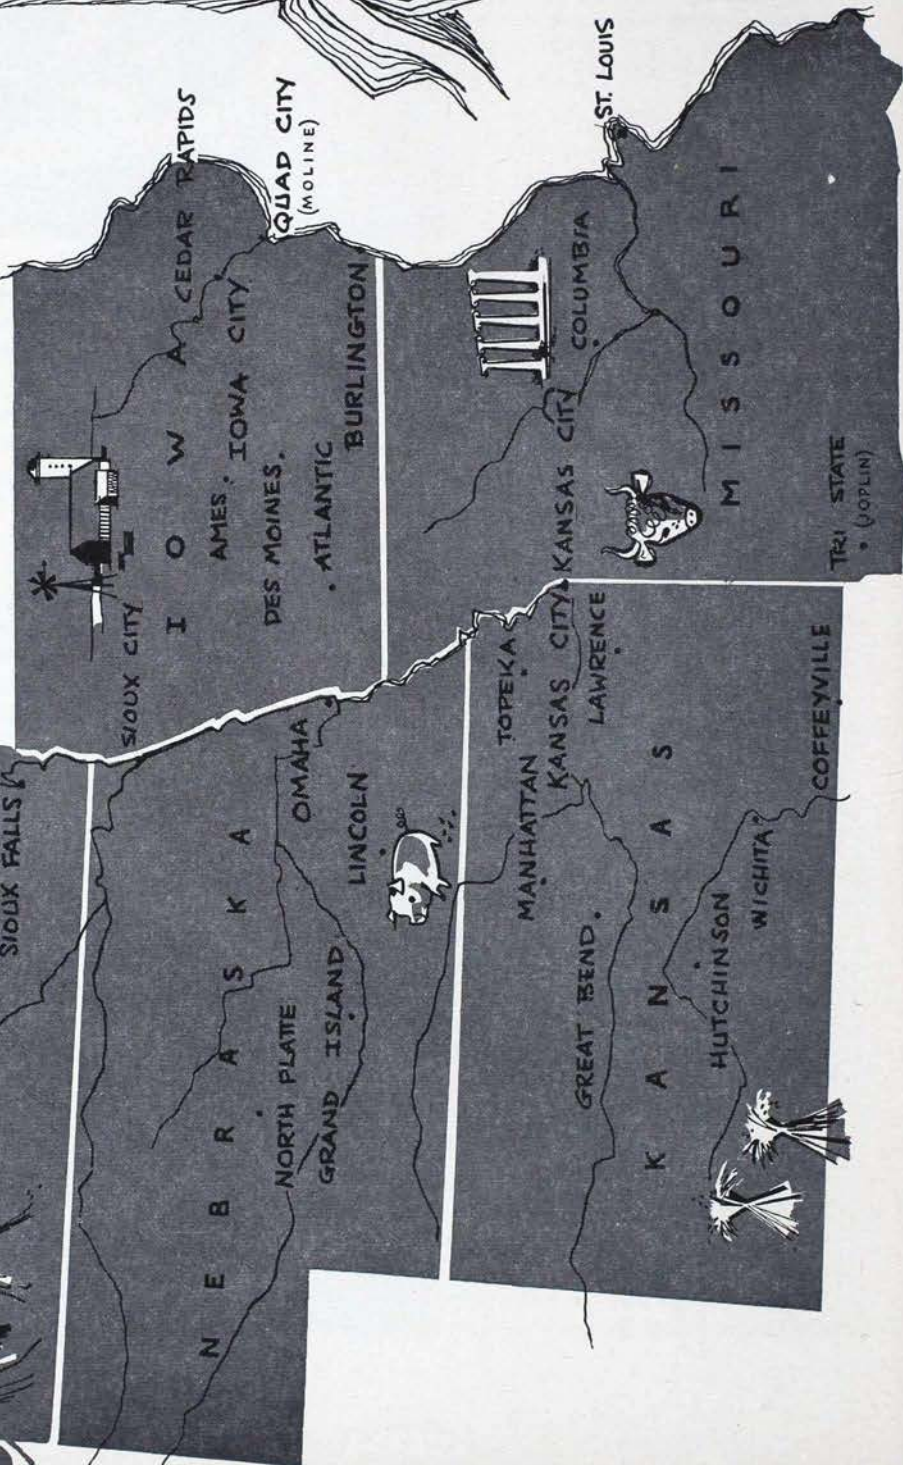 SIOUX FALLS
SIOUX CITY
I O W A
CEDAR RAPIDS
AMES
IOWA CITY
QUAD CITY
(MOLINE)
DES MOINES
ATLANTIC
BURLINGTON
N E B R A S K A
NORTH PLATTE
OMAHA
GRAND ISLAND
LINCOLN
TOPEKA
MANHATTAN
KANSAS CITY
KANSAS CITY
COLUMBIA
ST. LOUIS
LAWRENCE
GREAT BEND
K A N S A S
M I S S O U R I
HUTCHINSON
WICHITA
COFFEYVILLE
TRI STATE
(JOPLIN)